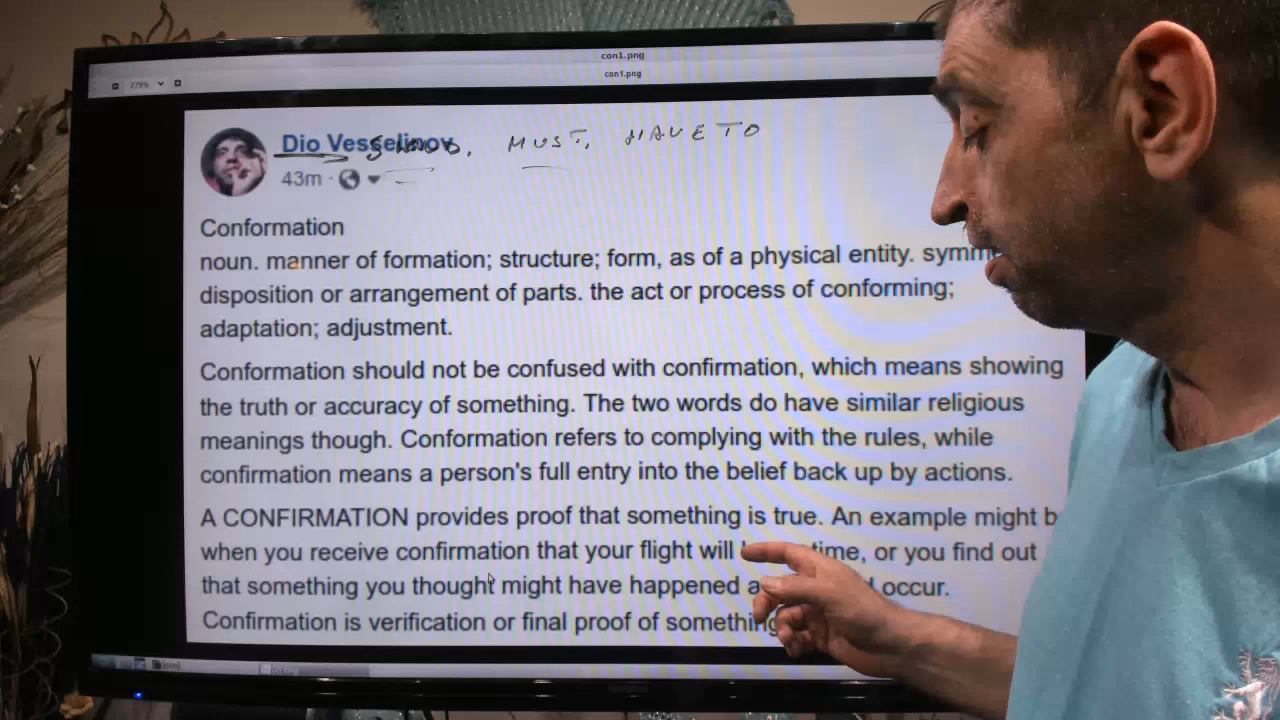 con1.png
con1.png
279%
Dio Vesselinov MUST, HAVE TO
43m
Conformation
noun. manner of formation; structure; form, as of a physical entity.
disposition or arrangement of parts. the act or process of conforming;
adaptation; adjustment.
Conformation should not be confused with confirmation, which means showing
the truth or accuracy of something. The two words do have similar religious
meanings though. Conformation refers to complying with the rules, while
confirmation means a person's full entry into the belief back up by actions.
A CONFIRMATION provides proof that something is true. An example might
when you receive confirmation that your flight will time, or you find out
that something you thought might have happened occur.
Confirmation is verification or final proof of something